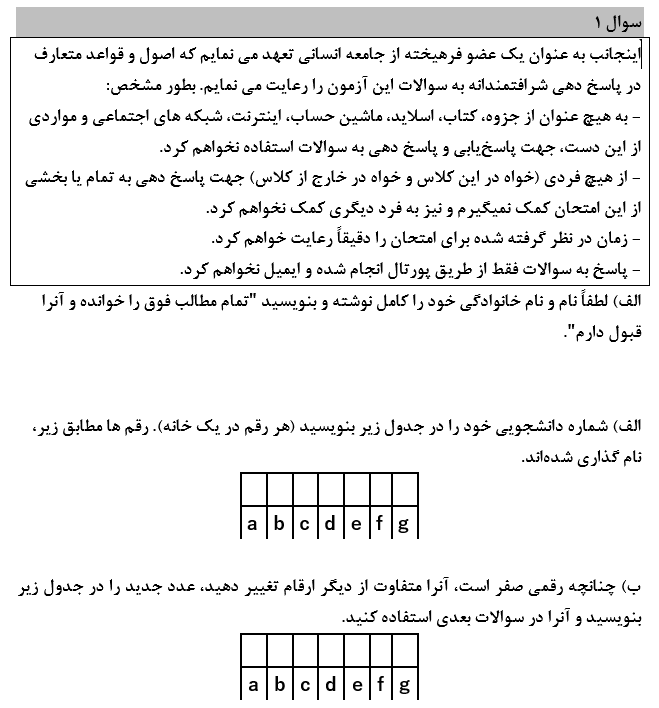 سوال ۱
اینجانب به عنوان یک عضو فرهیخته از جامعه انسانی تعهد می نمایم که اصول و قواعد متعارف
در پاسخ دهی شرافتمندانه به سوالات این آزمون را رعایت می نمایم. بطور مشخص:
- به هیچ عنوان از جزوه، کتاب، اسلاید، ماشین حساب، اینترنت، شبکه های اجتماعی و مواردی
از این دست، جهت پاسخ‌یابی و پاسخ دهی به سوالات استفاده نخواهم کرد.
- از هیچ فردی (خواه در این کلاس و خواه در خارج از کلاس) جهت پاسخ دهی به تمام یا بخشی
از این امتحان کمک نمیگیرم و نیز به فرد دیگری کمک نخواهم کرد.
- زمان در نظر گرفته شده برای امتحان را دقیقاً رعایت خواهم کرد.
- پاسخ به سوالات فقط از طریق پورتال انجام شده و ایمیل نخواهم کرد.
الف) لطفاً نام و نام خانوادگی خود را کامل نوشته و بنویسید "تمام مطالب فوق را خوانده و آنرا
قبول دارم".
الف) شماره دانشجویی خود را در جدول زیر بنویسید (هر رقم در یک خانه). رقم ها مطابق زیر،
نام گذاری شده‌اند.
a b c d e f g
ب) چنانچه رقمی صفر است، آنرا متفاوت از دیگر ارقام تغییر دهید، عدد جدید را در جدول زیر
بنویسید و آنرا در سوالات بعدی استفاده کنید.
a b c d e f g